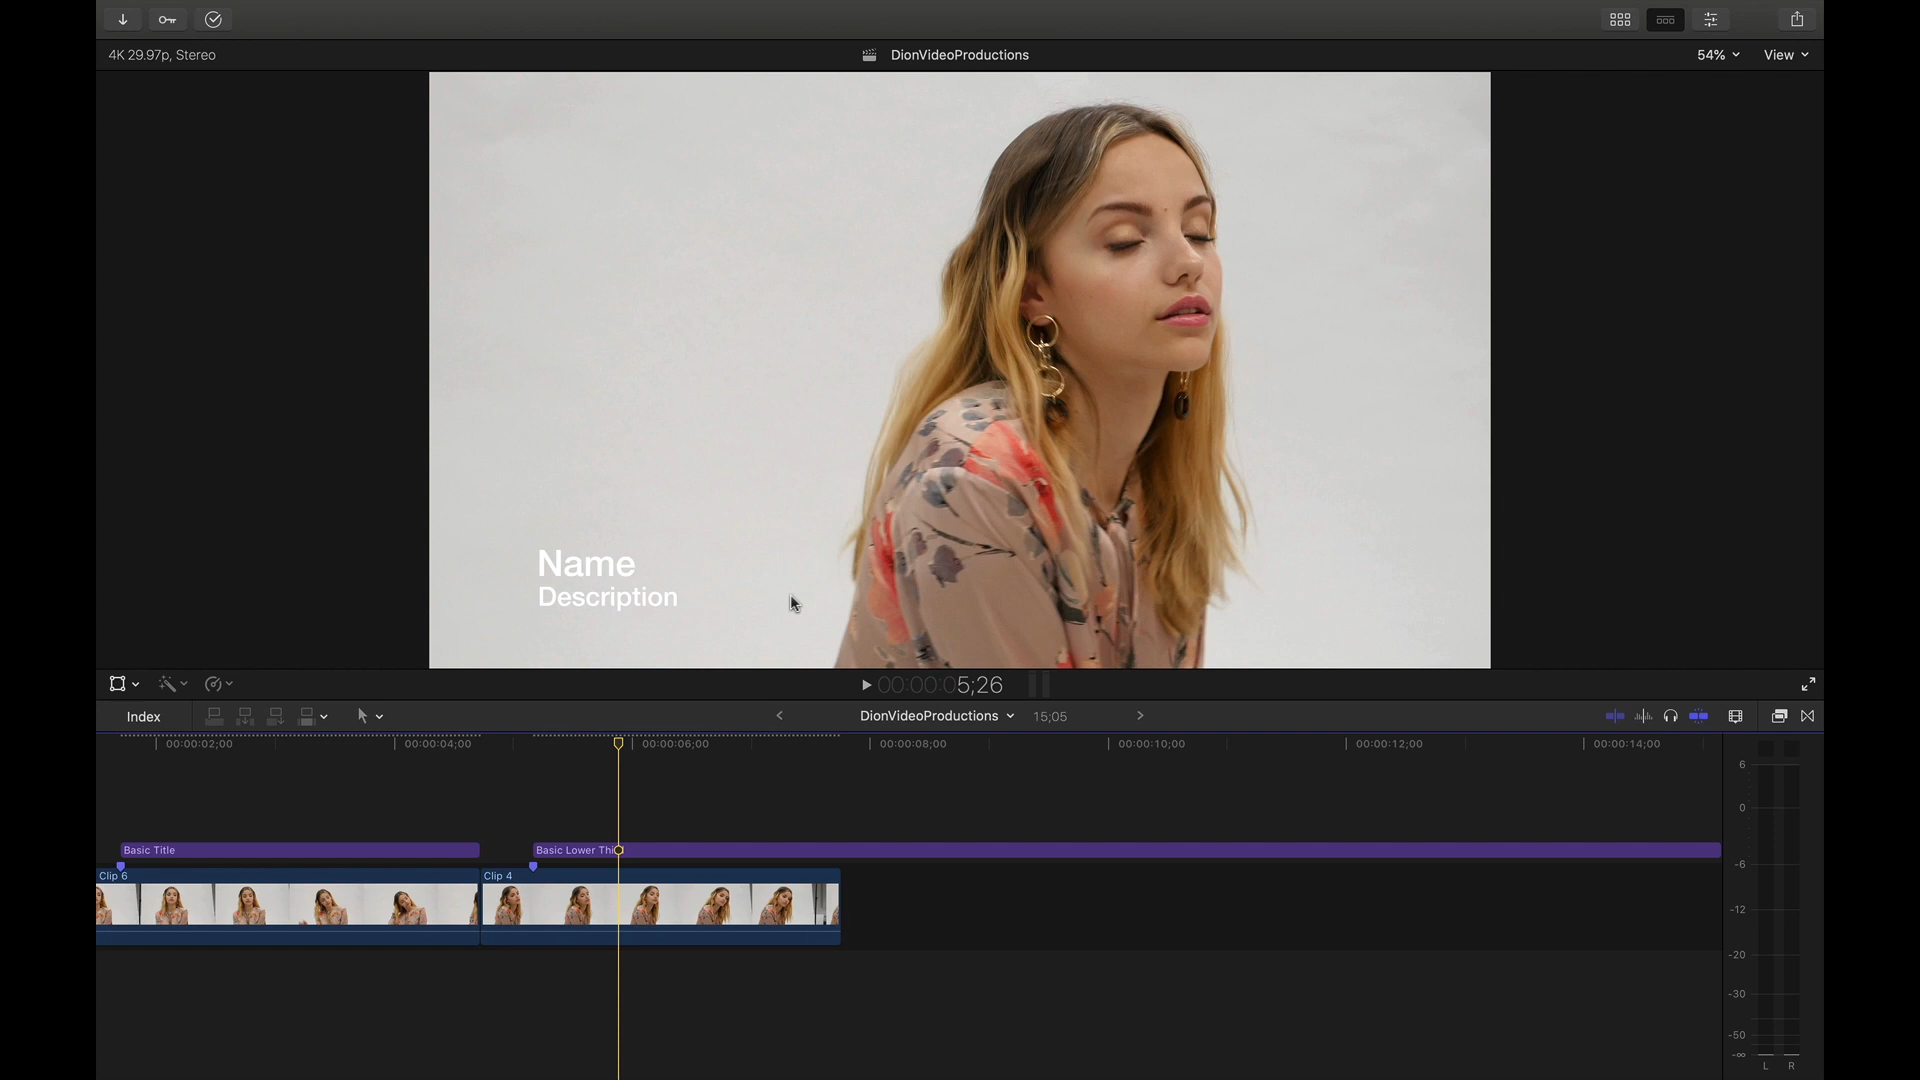 4K 29.97p, Stereo
DionVideoProductions
54%
View
Name
Description
00:00:05;26
Index
DionVideoProductions
15;05
00:00:02;00
00:00:04;00
00:00:06;00
00:00:08;00
00:00:10;00
00:00:12;00
00:00:14;00
6
0
-6
-12
-20
-30
-50
-∞
L
R
Basic Title
Basic Lower Thi
Clip 6
Clip 4